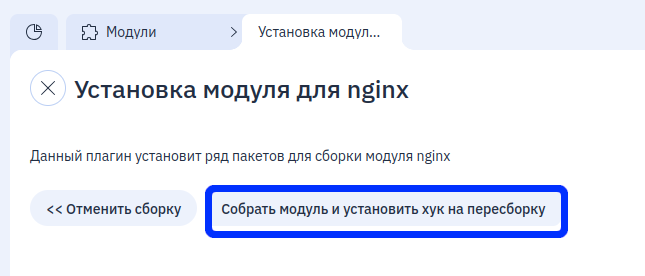 Модули
Установка модул...
Установка модуля для nginx
Данный плагин установит ряд пакетов для сборки модуля nginx
<< Отменить сборку
Собрать модуль и установить хук на пересборку